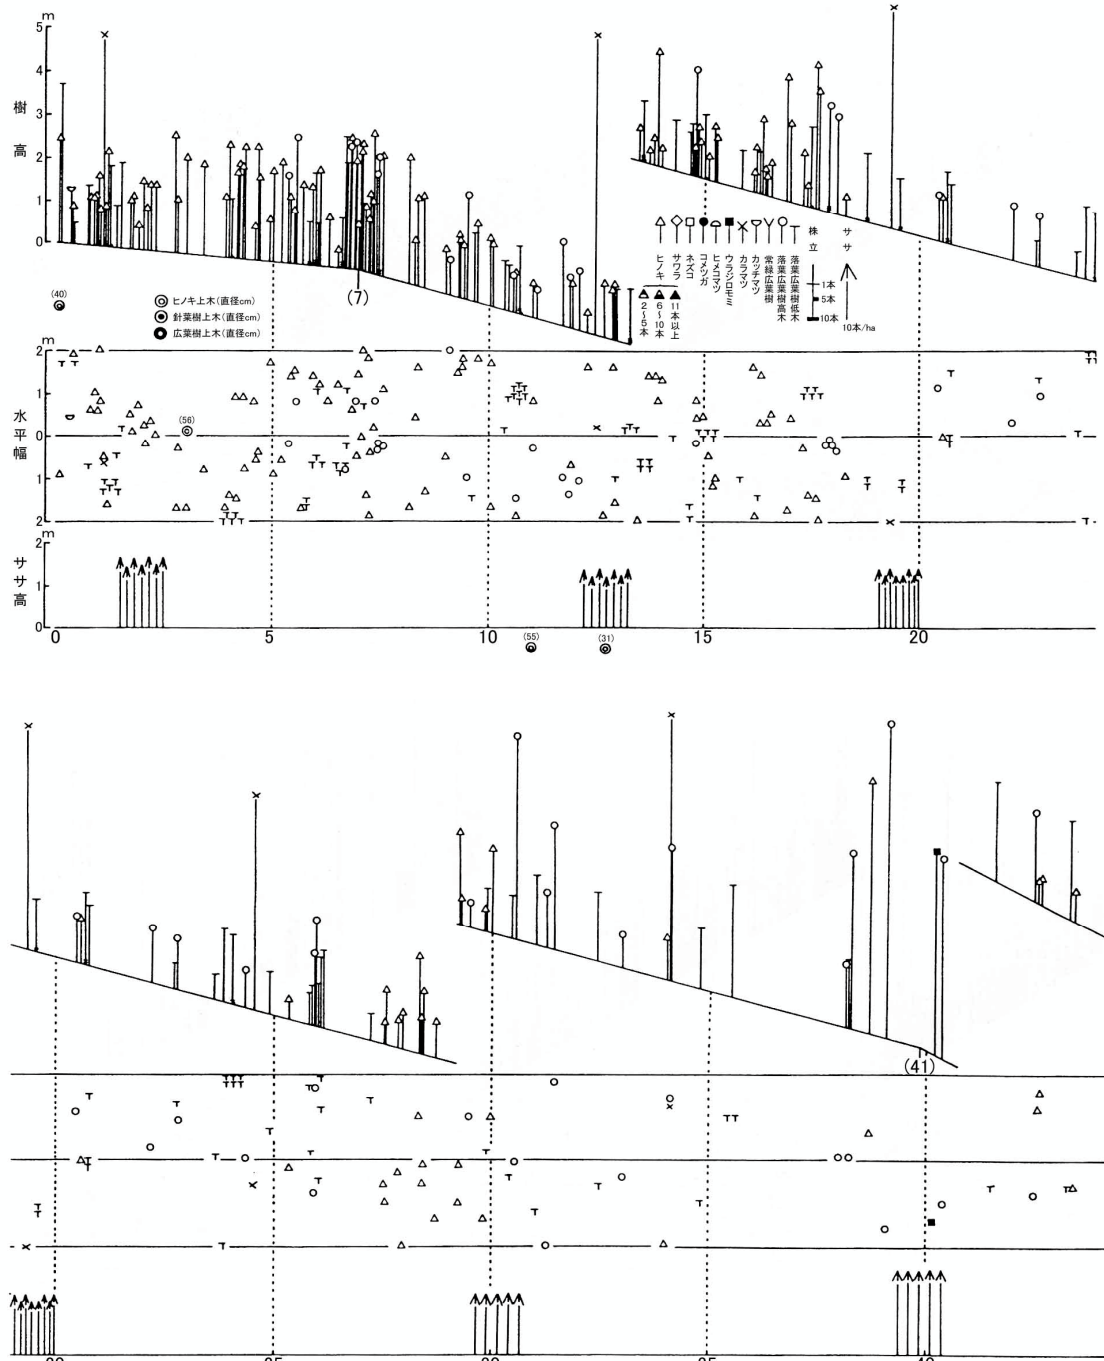 m
5
4
3
2
1
0
樹高
(40)
(7)
ヒノキ上木(直径cm)
針葉樹上木(直径cm)
広葉樹上木(直径cm)
ヒノキ
サワラ
ネズコ
コメツガ
ヒメコマツ
ウラジロモミ
カラマツ
カッチマツ
常緑広葉樹
落葉広葉樹高木
落葉広葉樹低木
2～5本
6～10本
11本以上
株立
1本
5本
10本
ササ
10本/ha
m
2
1
0
1
2
水平幅
(56)
m
2
1
0
ササ高
0
5
10
15
20
(55)
(31)
(41)